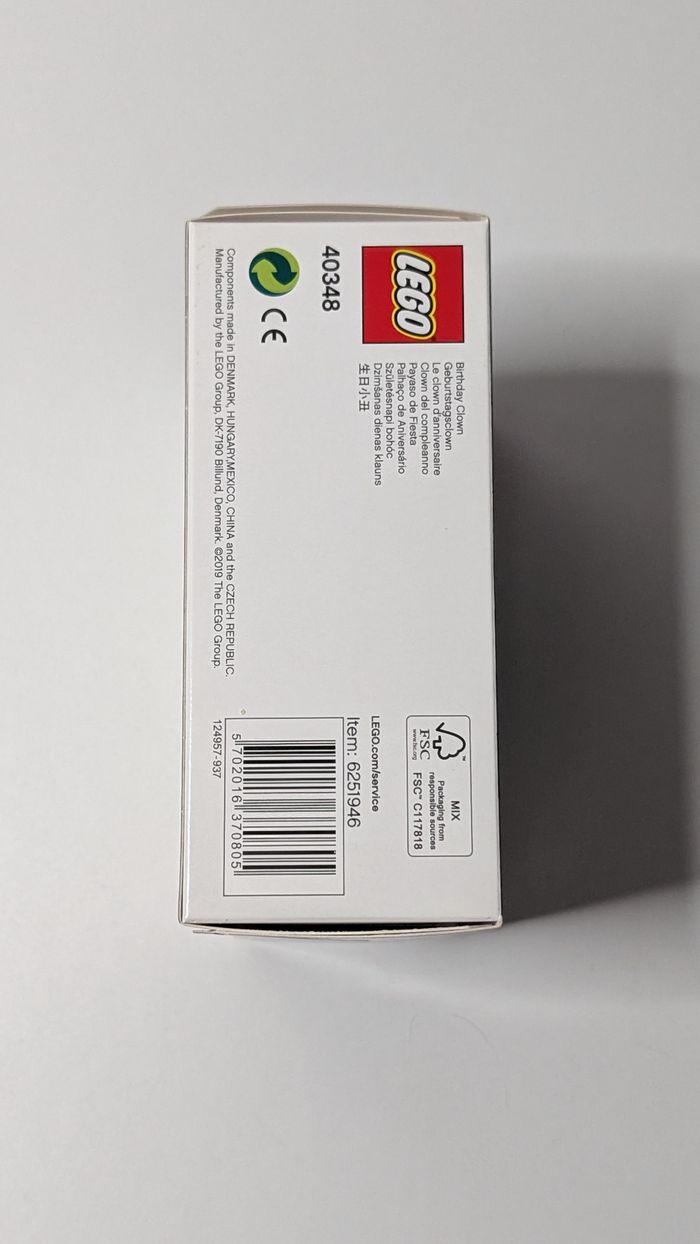 LEGO
Birthday Clown
Geburtstagsclown
Le clown d'anniversaire
Clown del compleanno
Payaso de Fiesta
Palhaço de Aniversário
Születésnapi bohóc
Dzimšanas dienas klauns
生日小丑
40348
CE
Components made in DENMARK, HUNGARY,MEXICO, CHINA and the CZECH REPUBLIC.
Manufactured by the LEGO Group, DK-7190 Billund, Denmark. ©2019 The LEGO Group.
FSC
www.fsc.org
MIX
Packaging from
responsible sources
FSC™ C117818
LEGO.com/service
Item: 6251946
5 702016 370805
124957-937